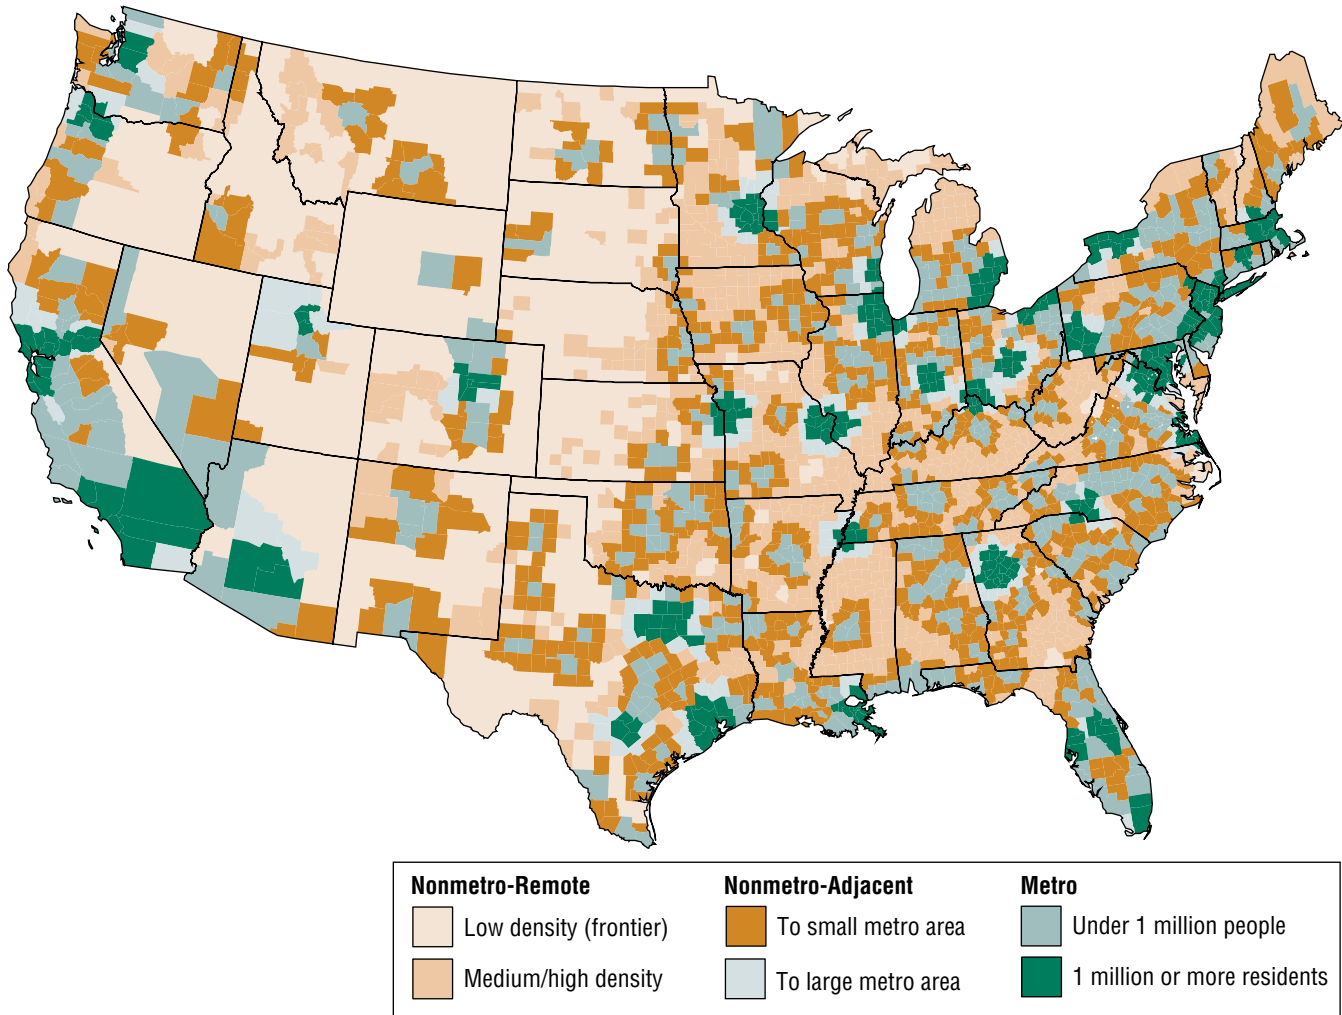 Nonmetro-Remote
Low density (frontier)
Medium/high density
Nonmetro-Adjacent
To small metro area
To large metro area
Metro
Under 1 million people
1 million or more residents